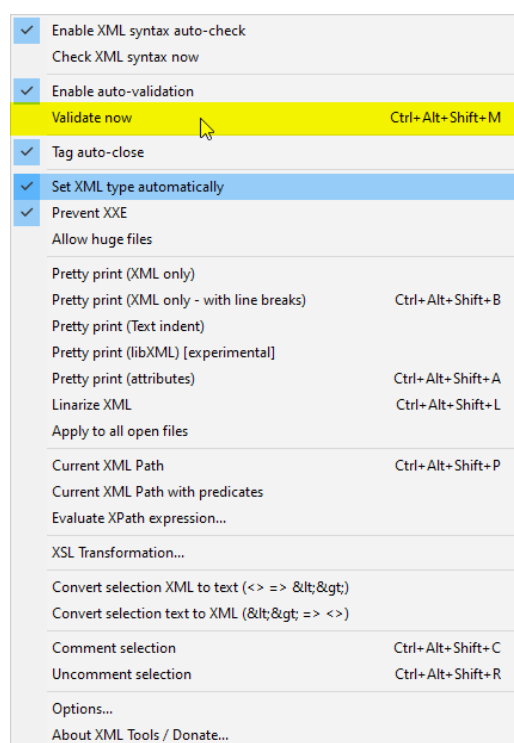 Enable XML syntax auto-check
Check XML syntax now
Enable auto-validation
Validate now Ctrl+Alt+Shift+M
Tag auto-close
Set XML type automatically
Prevent XXE
Allow huge files
Pretty print (XML only)
Pretty print (XML only - with line breaks) Ctrl+Alt+Shift+B
Pretty print (Text indent)
Pretty print (libXML) [experimental]
Pretty print (attributes) Ctrl+Alt+Shift+A
Linarize XML Ctrl+Alt+Shift+L
Apply to all open files
Current XML Path Ctrl+Alt+Shift+P
Current XML Path with predicates
Evaluate XPath expression...
XSL Transformation...
Convert selection XML to text (<> => &lt;&gt;)
Convert selection text to XML (&lt;&gt; => <>)
Comment selection Ctrl+Alt+Shift+C
Uncomment selection Ctrl+Alt+Shift+R
Options...
About XML Tools / Donate...